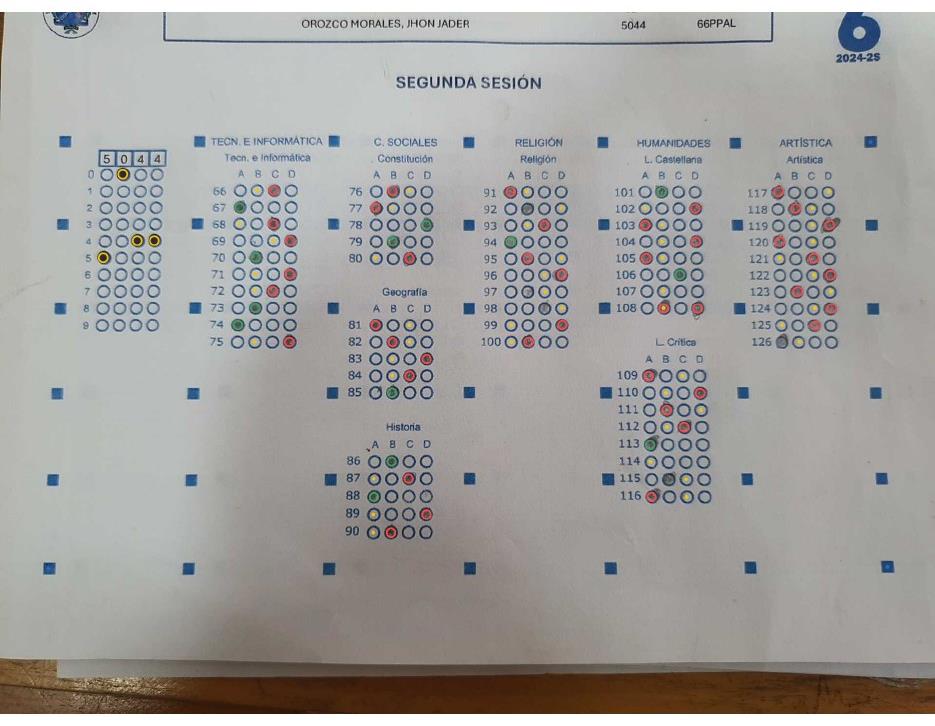 OROZCO MORALES, JHON JADER 5044 66PPAL
6
2024-2S
SEGUNDA SESIÓN
5 0 4 4
0
1
2
3
4
5
6
7
8
9
TECN. E INFORMÁTICA
Tecn. e Informática
A B C D
66
67
68
69
70
71
72
73
74
75
C. SOCIALES
Constitución
A B C D
76
77
78
79
80
Geografía
A B C D
81
82
83
84
85
Historia
A B C D
86
87
88
89
90
RELIGIÓN
Religión
A B C D
91
92
93
94
95
96
97
98
99
100
HUMANIDADES
L. Castellana
A B C D
101
102
103
104
105
106
107
108
L. Crítica
A B C D
109
110
111
112
113
114
115
116
ARTÍSTICA
Artística
A B C D
117
118
119
120
121
122
123
124
125
126